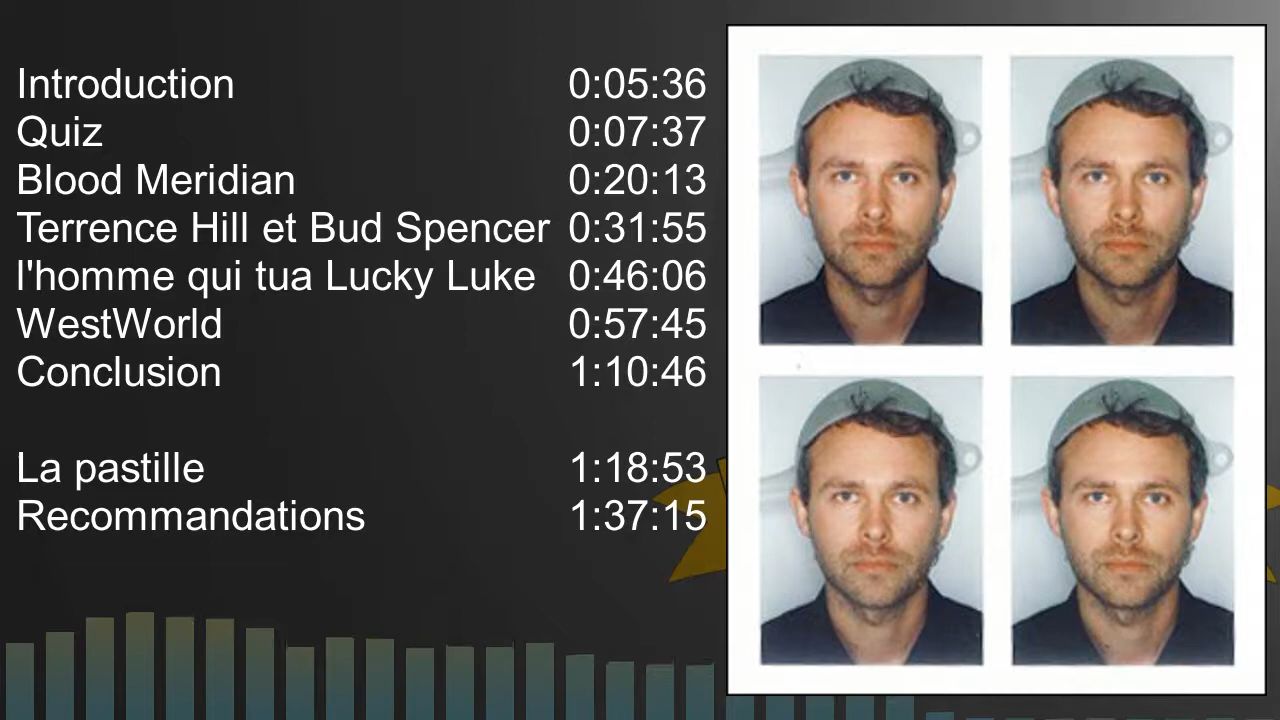 Introduction 0:05:36
Quiz 0:07:37
Blood Meridian 0:20:13
Terrence Hill et Bud Spencer 0:31:55
l'homme qui tua Lucky Luke 0:46:06
WestWorld 0:57:45
Conclusion 1:10:46
La pastille 1:18:53
Recommandations 1:37:15